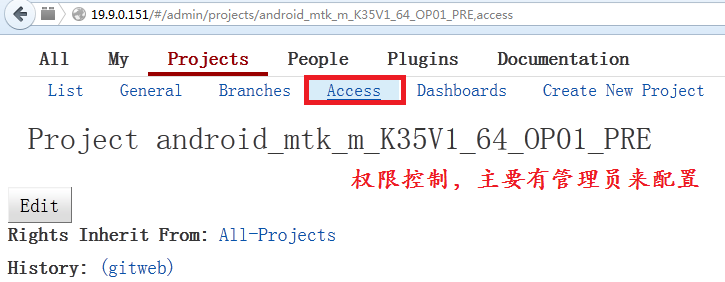 19.9.0.151/#/admin/projects/android_mtk_m_K35V1_64_OP01_PRE,access
All My Projects People Plugins Documentation
List General Branches Access Dashboards Create New Project
Project android_mtk_m_K35V1_64_OP01_PRE
权限控制，主要有管理员来配置
Edit
Rights Inherit From: All-Projects
History: (gitweb)